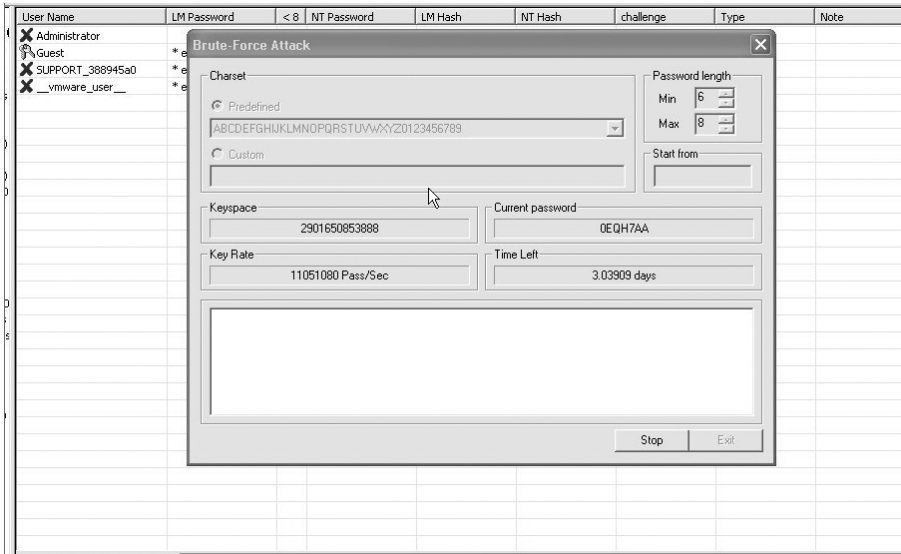 User Name LM Password < 8 NT Password LM Hash NT Hash challenge Type Note
Administrator
Guest * e
SUPPORT_388945a0 * e
__vmware_user__ * e
Brute-Force Attack
Charset
Predefined
ABCDEFGHIJKLMNOPQRSTUVWXYZ0123456789
Custom
Password length
Min 6
Max 8
Start from
Keyspace
2901650853888
Current password
0EQH7AA
Key Rate
11051080 Pass/Sec
Time Left
3.03909 days
Stop Exit